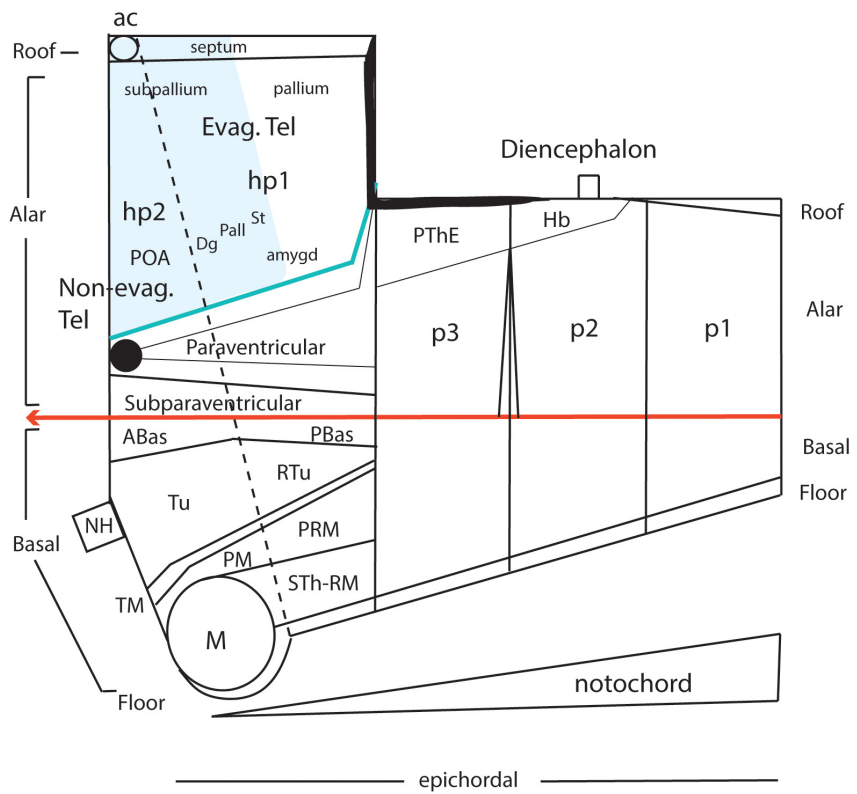 ac
Roof
septum
subpallium
pallium
Evag. Tel
Diencephalon
hp1
Alar
hp2
St
Hb
Roof
Pall
PThE
Dg
POA
amygd
Non-evag.
Tel
Alar
p3
p2
p1
Paraventricular
Subparaventricular
ABas
PBas
Basal
RTu
Floor
Tu
NH
PRM
Basal
PM
STh-RM
TM
M
notochord
Floor
epichordal